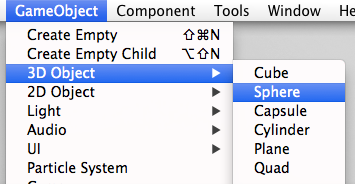 GameObject Component Tools Window
Create Empty ⇧⌘N
Create Empty Child ⌥⇧N
3D Object ▶
2D Object ▶
Light ▶
Audio ▶
UI ▶
Particle System
Cube
Sphere
Capsule
Cylinder
Plane
Quad